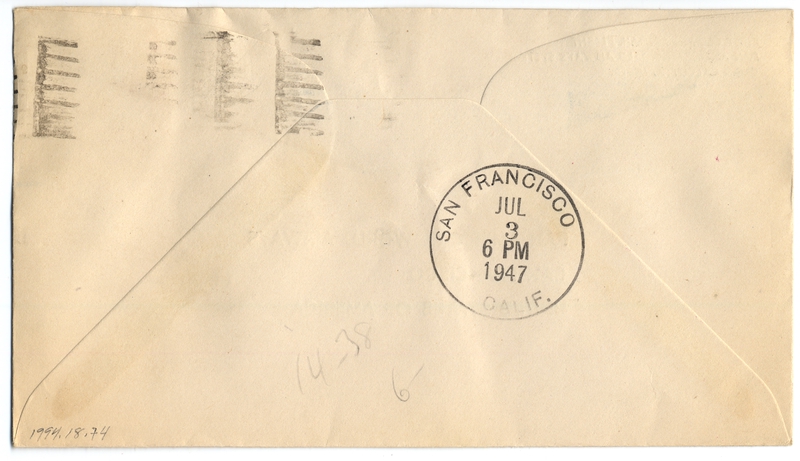 SAN FRANCISCO
JUL
3
6 PM
1947
CALIF.
14-38
6
1994.18.74